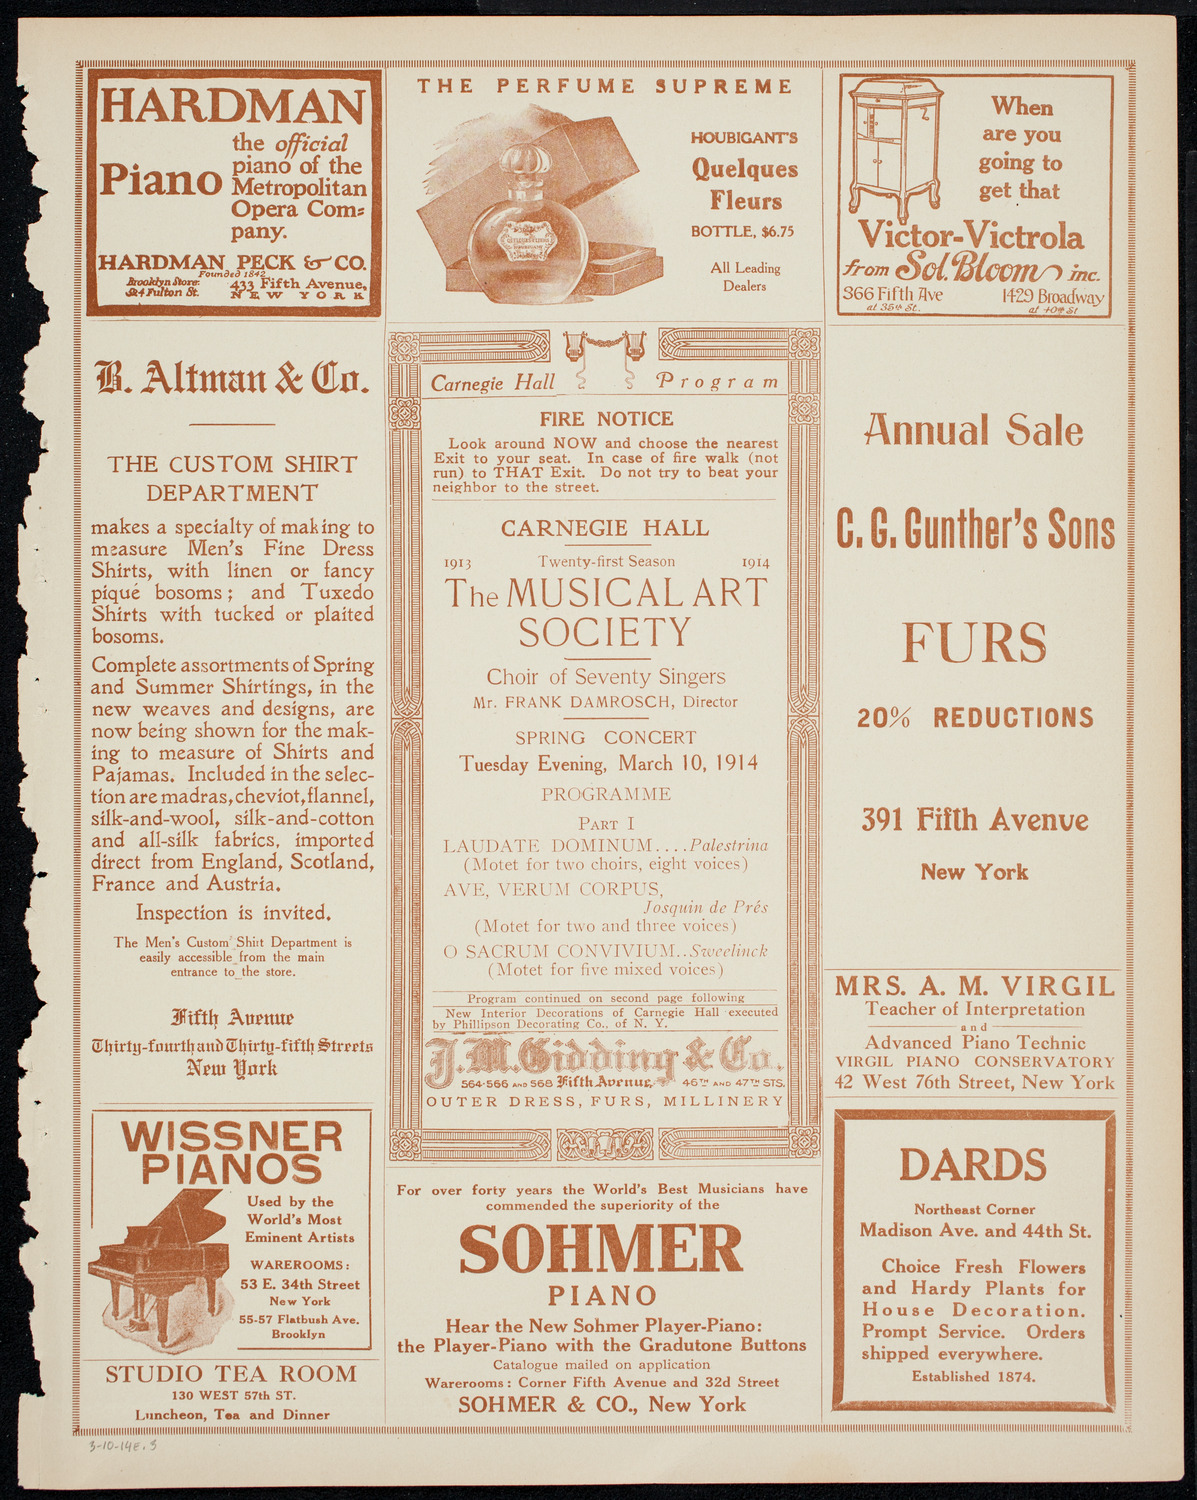 HARDMAN
Piano
the official
piano of the
Metropolitan
Opera Com-
pany.
HARDMAN PECK & CO.
Founded 1842
Brooklyn Store:
524 Fulton St.
433 Fifth Avenue,
NEW YORK
B. Altman & Co.
THE CUSTOM SHIRT
DEPARTMENT
makes a specialty of making to
measure Men's Fine Dress
Shirts, with linen or fancy
piqué bosoms; and Tuxedo
Shirts with tucked or plaited
bosoms.
Complete assortments of Spring
and Summer Shirtings, in the
new weaves and designs, are
now being shown for the mak-
ing to measure of Shirts and
Pajamas. Included in the selec-
tion are madras, cheviot, flannel,
silk-and-wool, silk-and-cotton
and all-silk fabrics, imported
direct from England, Scotland,
France and Austria.
Inspection is invited.
The Men's Custom Shirt Department is
easily accessible from the main
entrance to the store.
Fifth Avenue
Thirty-fourth and Thirty-fifth Streets
New York
WISSNER
PIANOS
Used by the
World's Most
Eminent Artists
WAREROOMS:
53 E. 34th Street
New York
55-57 Flatbush Ave.
Brooklyn
STUDIO TEA ROOM
130 WEST 57th ST.
Luncheon, Tea and Dinner
3-10-14E.3
THE PERFUME SUPREME
HOUBIGANT'S
Quelques
Fleurs
BOTTLE, $6.75
All Leading
Dealers
Carnegie Hall Program
FIRE NOTICE
Look around NOW and choose the nearest
Exit to your seat. In case of fire walk (not
run) to THAT Exit. Do not try to beat your
neighbor to the street.
CARNEGIE HALL
1913 Twenty-first Season 1914
The MUSICAL ART
SOCIETY
Choir of Seventy Singers
Mr. FRANK DAMROSCH, Director
SPRING CONCERT
Tuesday Evening, March 10, 1914
PROGRAMME
PART I
LAUDATE DOMINUM....Palestrina
(Motet for two choirs, eight voices)
AVE, VERUM CORPUS,
Josquin de Prés
(Motet for two and three voices)
O SACRUM CONVIVIUM..Sweelinck
(Motet for five mixed voices)
Program continued on second page following
New Interior Decorations of Carnegie Hall executed
by Phillipson Decorating Co., of N. Y.
J. M. Gidding & Co.
564-566 AND 568 Fifth Avenue, 46TH AND 47TH STS.
OUTER DRESS, FURS, MILLINERY
For over forty years the World's Best Musicians have
commended the superiority of the
SOHMER
PIANO
Hear the New Sohmer Player-Piano:
the Player-Piano with the Gradutone Buttons
Catalogue mailed on application
Warerooms: Corner Fifth Avenue and 32d Street
SOHMER & CO., New York
When
are you
going to
get that
Victor-Victrola
from Sol. Bloom inc.
366 Fifth Ave
at 35th St.
1429 Broadway
at 40th St
Annual Sale
C. G. Gunther's Sons
FURS
20% REDUCTIONS
391 Fifth Avenue
New York
MRS. A. M. VIRGIL
Teacher of Interpretation
and
Advanced Piano Technic
VIRGIL PIANO CONSERVATORY
42 West 76th Street, New York
DARDS
Northeast Corner
Madison Ave. and 44th St.
Choice Fresh Flowers
and Hardy Plants for
House Decoration.
Prompt Service. Orders
shipped everywhere.
Established 1874.